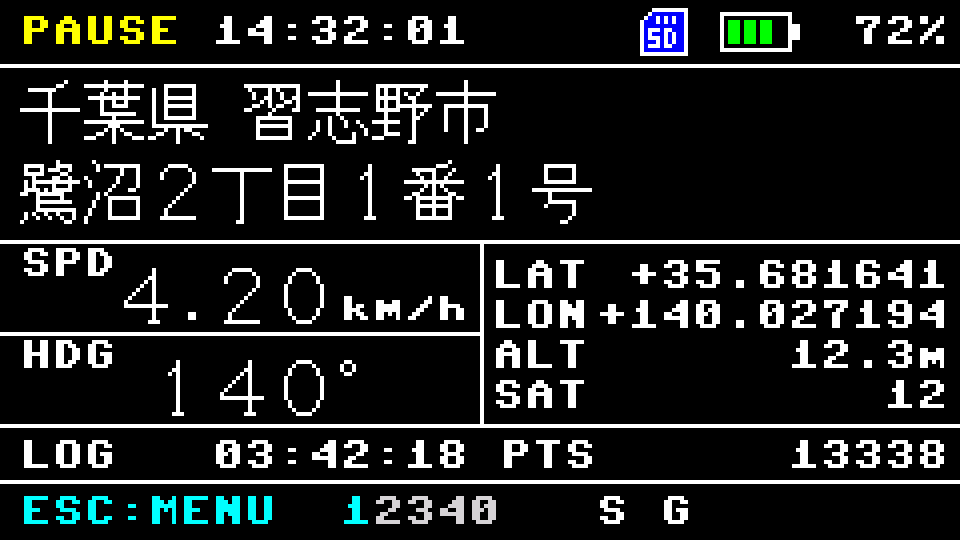 PAUSE 14:32:01 SD 72%
千葉県 習志野市
鷺沼2丁目1番1号
SPD 4.20 km/h
HDG 140°
LAT +35.681641
LON +140.027194
ALT 12.3m
SAT 12
LOG 03:42:18 PTS 13338
ESC:MENU 12340 S G